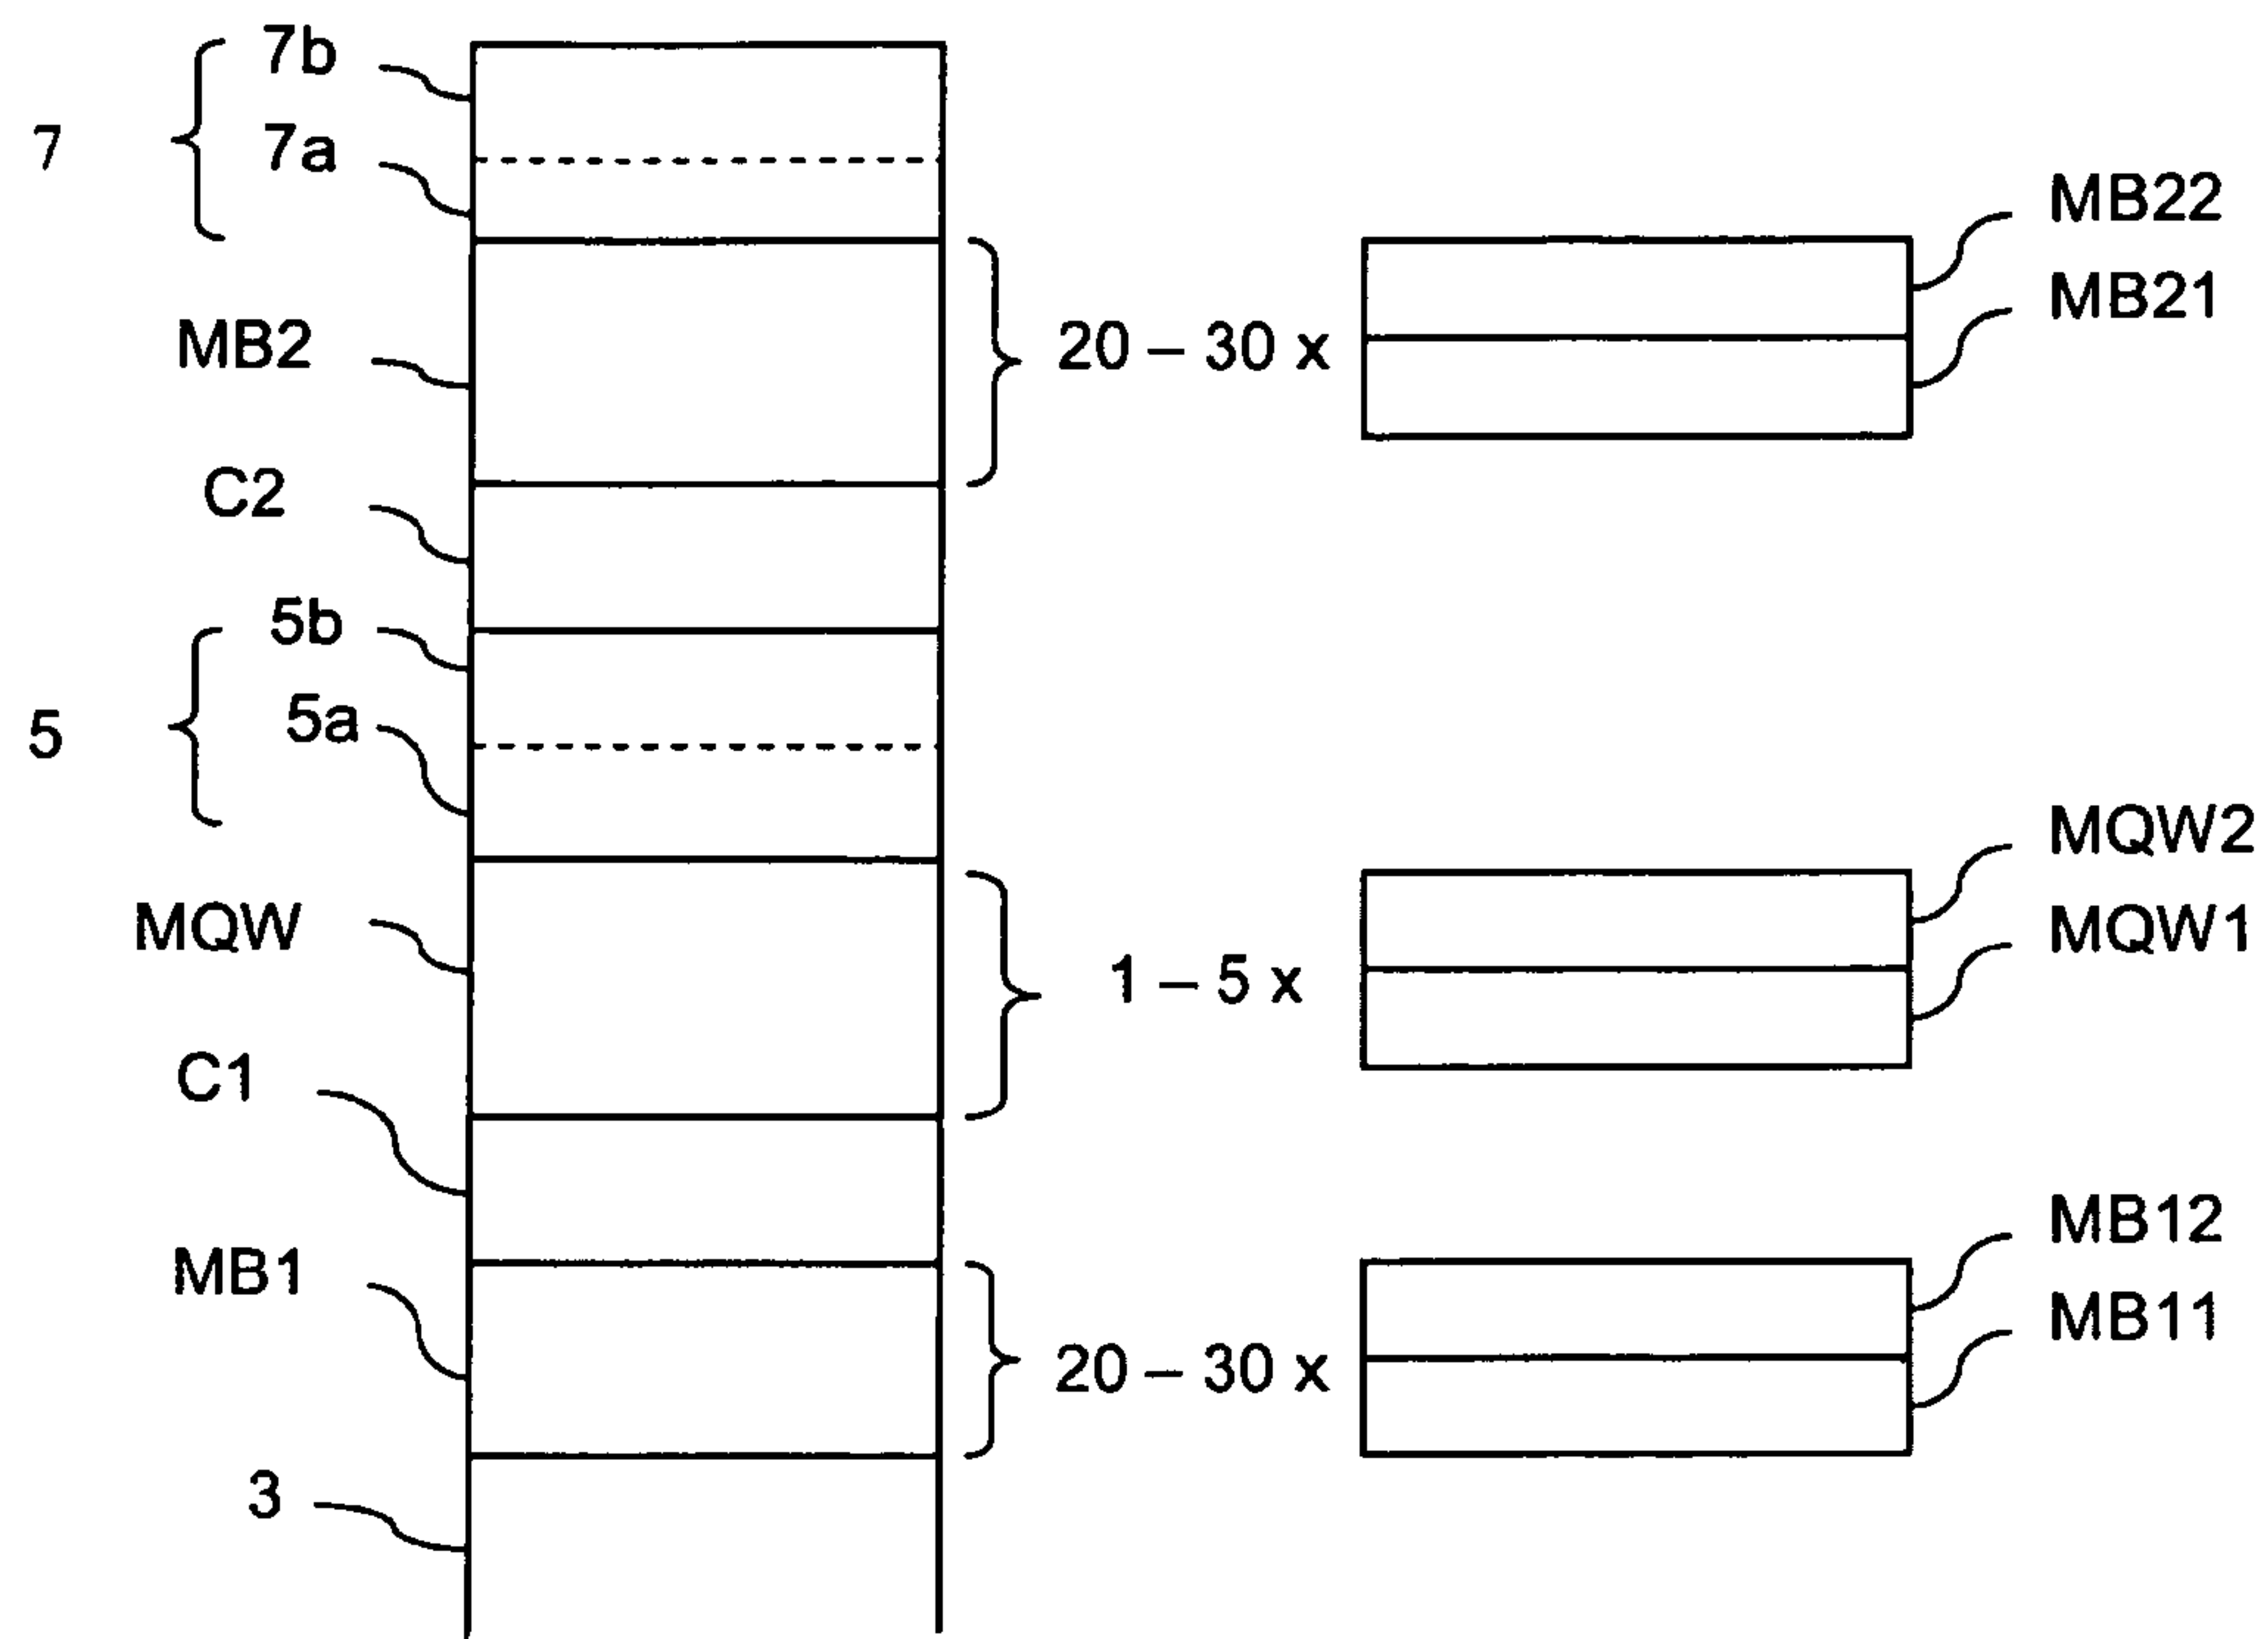 7b
7
7a
MB22
MB21
MB2
20 – 30 x
C2
5b
5a
5
MQW2
MQW1
MQW
1 – 5 x
C1
MB12
MB11
MB1
20 – 30 x
3